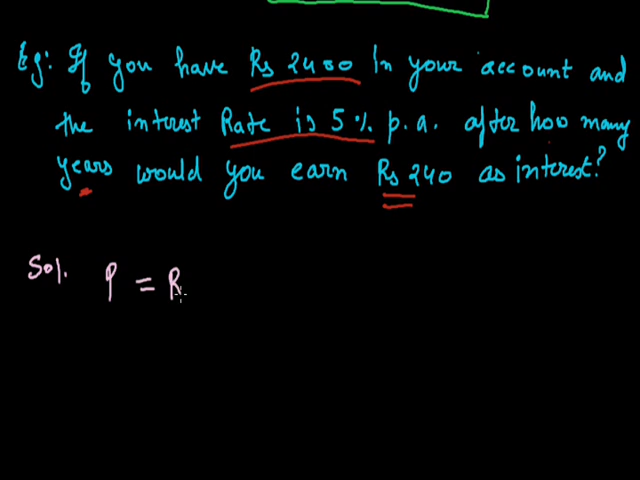 Eg: If you have Rs 2400 in your account and
the interest Rate is 5% p.a. after how many
years would you earn Rs 240 as interest?
Sol. P = R